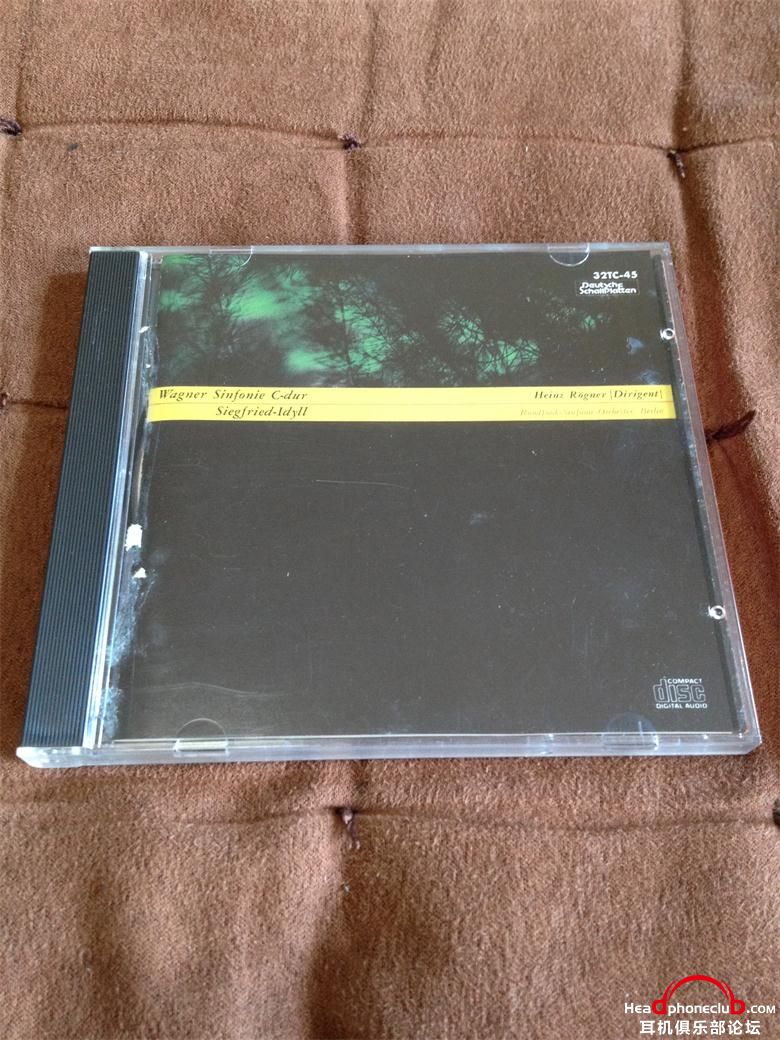 32TC-45
Deutsche
Schallplatten
Wagner Sinfonie C-dur
Siegfried-Idyll
Heinz Rögner {Dirigent}
Rundfunk-Sinfonie-Orchester Berlin
COMPACT
disc
DIGITAL AUDIO
HeaDphonecluD.com
耳机俱乐部论坛